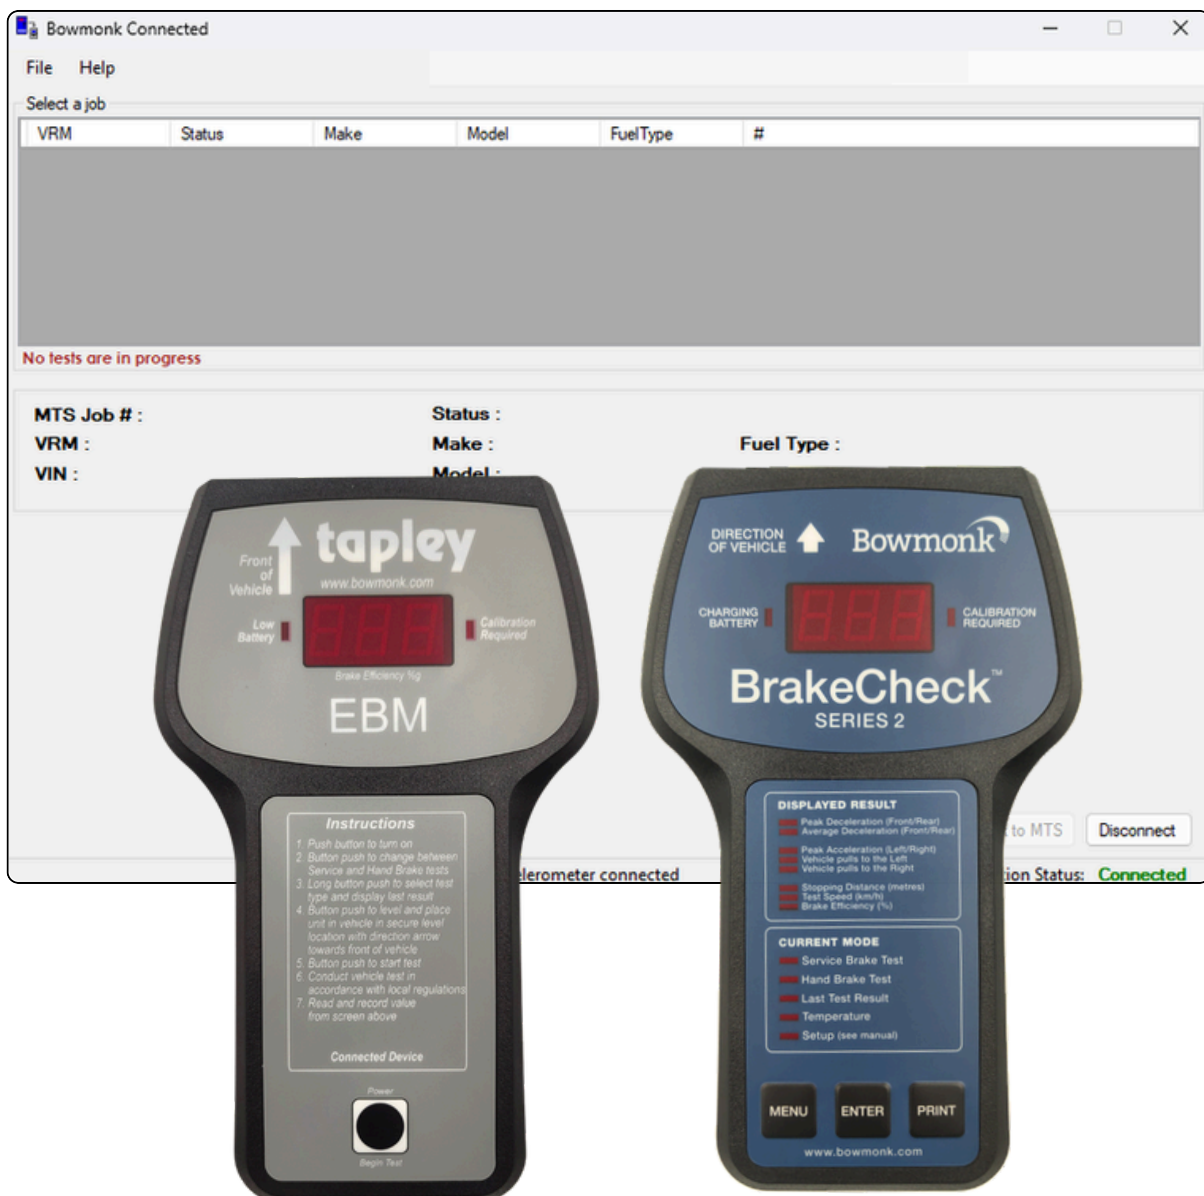 Bowmonk Connected
File Help
Select a job
VRM Status Make Model FuelType #
No tests are in progress
MTS Job # : Status :
VRM : Make : Fuel Type :
VIN : Model :
to MTS Disconnect
connected tion Status: Connected
Front
of
Vehicle
tapley
www.bowmonk.com
Low
Battery
Calibration
Required
Brake Efficiency %g
EBM
Instructions
1. Push button to turn on
2. Button push to change between
Service and Hand Brake tests
3. Long button push to select test
type and display last result
4. Button push to level and place
unit in vehicle in secure level
location with direction arrow
towards front of vehicle
5. Button push to start test
6. Conduct vehicle test in
accordance with local regulations
7. Read and record value
from screen above
Connected Device
Power
Begin Test
DIRECTION
OF VEHICLE
Bowmonk
CHARGING
BATTERY
CALIBRATION
REQUIRED
BrakeCheck™
SERIES 2
DISPLAYED RESULT
Peak Deceleration (Front/Rear)
Average Deceleration (Front/Rear)
Peak Acceleration (Left/Right)
Vehicle pulls to the Left
Vehicle pulls to the Right
Stopping Distance (metres)
Test Speed (km/h)
Brake Efficiency (%)
CURRENT MODE
Service Brake Test
Hand Brake Test
Last Test Result
Temperature
Setup (see manual)
MENU ENTER PRINT
www.bowmonk.com